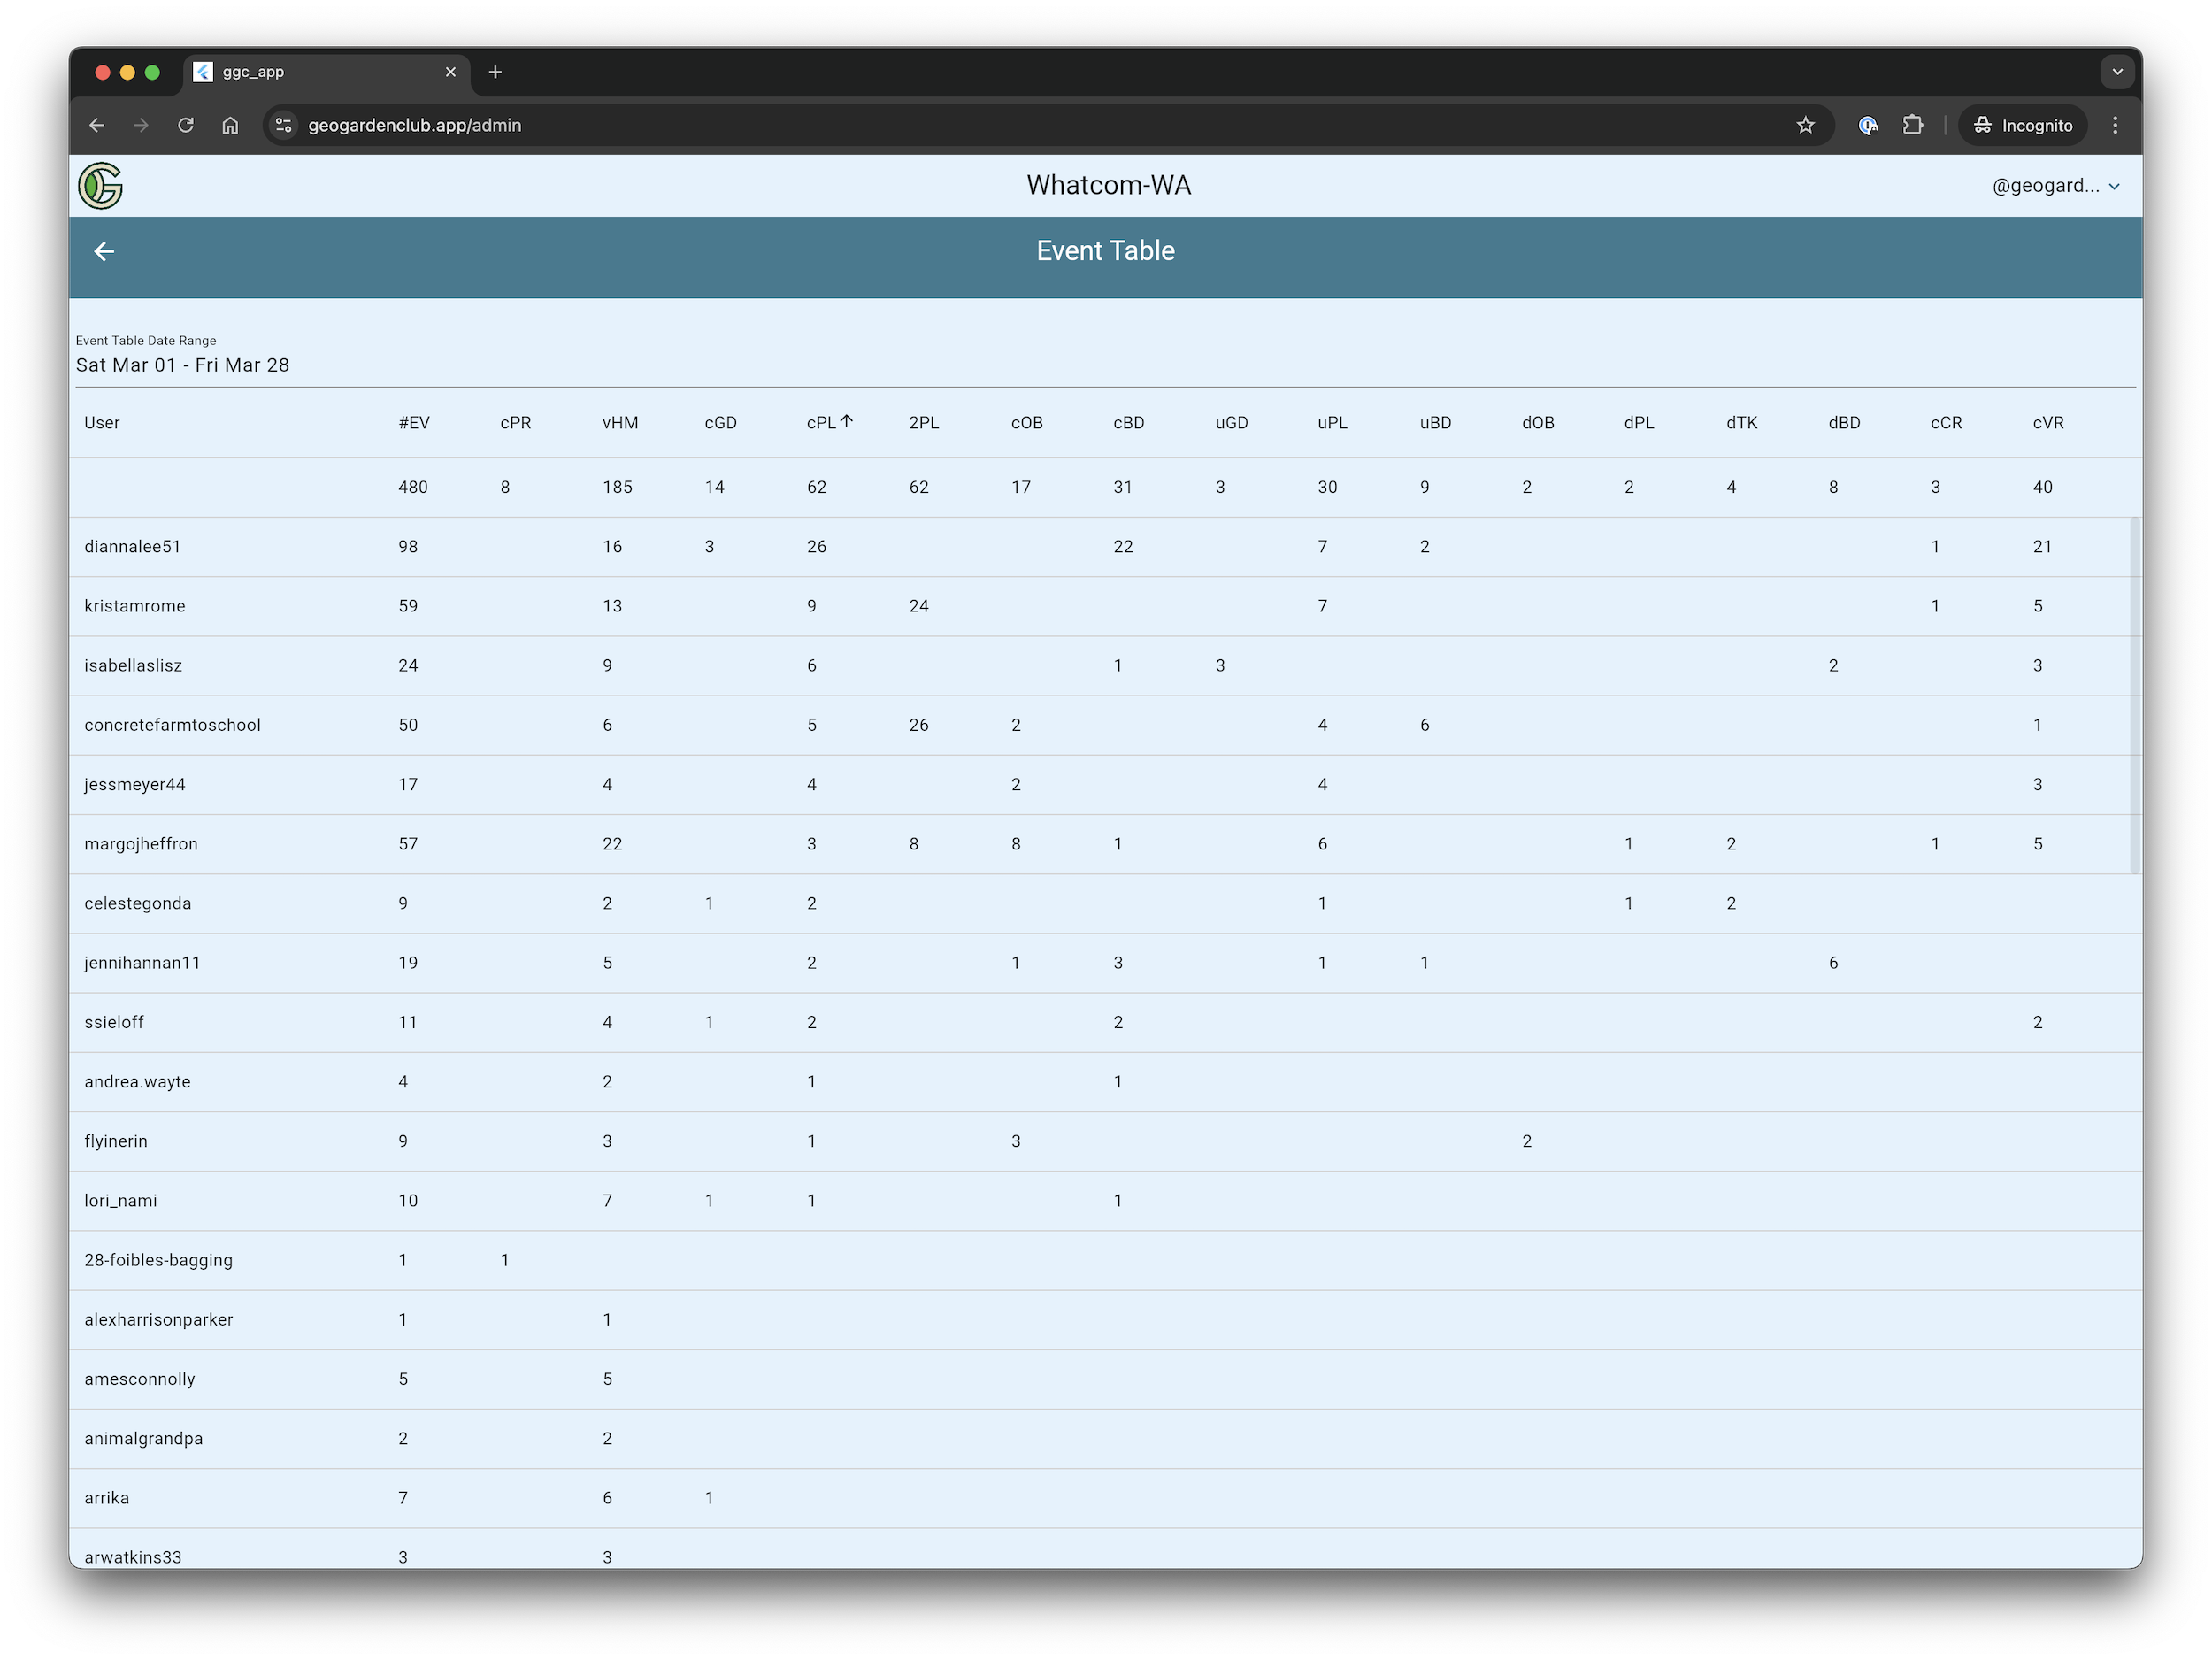 ggc_app
geogardenclub.app/admin
Incognito
Whatcom-WA
@geogard...
Event Table
Event Table Date Range
Sat Mar 01 - Fri Mar 28
User #EV cPR vHM cGD cPL 2PL cOB cBD uGD uPL uBD dOB dPL dTK dBD cCR cVR
480 8 185 14 62 62 17 31 3 30 9 2 2 4 8 3 40
diannalee51 98 16 3 26 22 7 2 1 21
kristamrome 59 13 9 24 7 1 5
isabellaslisz 24 9 6 1 3 2 3
concretefarmtoschool 50 6 5 26 2 4 6 1
jessmeyer44 17 4 4 2 4 3
margojheffron 57 22 3 8 8 1 6 1 2 1 5
celestegonda 9 2 1 2 1 1 2
jennihannan11 19 5 2 1 3 1 1 6
ssieloff 11 4 1 2 2 2
andrea.wayte 4 2 1 1
flyinerin 9 3 1 3 2
lori_nami 10 7 1 1 1
28-foibles-bagging 1 1
alexharrisonparker 1 1
amesconnolly 5 5
animalgrandpa 2 2
arrika 7 6 1
arwatkins33 3 3